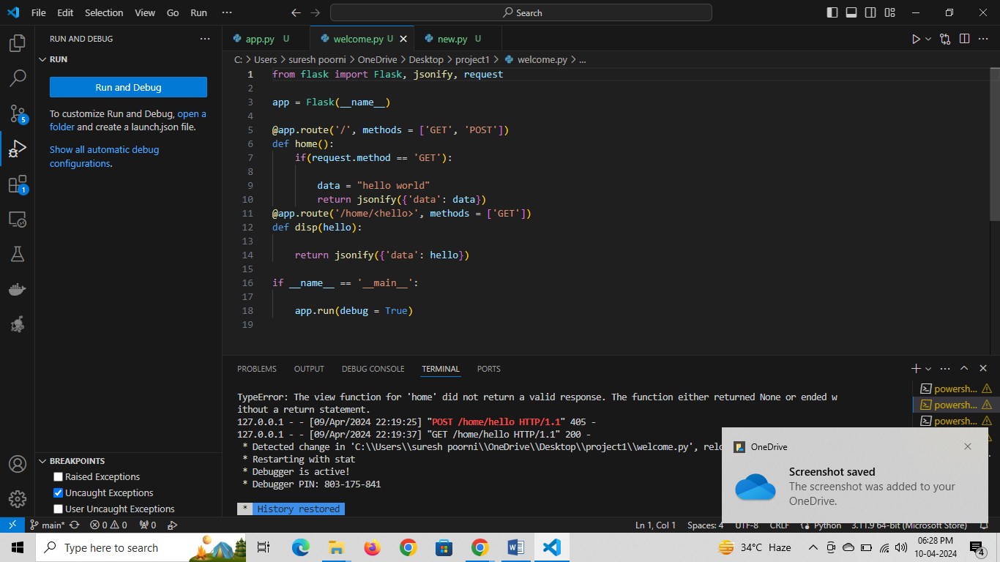 File Edit Selection View Go Run ··· Search
RUN AND DEBUG ···
RUN
Run and Debug
To customize Run and Debug, open a
folder and create a launch.json file.
Show all automatic debug
configurations.
5
1
app.py U welcome.py U new.py U
C: > Users > suresh poorni > OneDrive > Desktop > project1 > welcome.py > ...
1 from flask import Flask, jsonify, request
2
3 app = Flask(__name__)
4
5 @app.route('/', methods = ['GET', 'POST'])
6 def home():
7 if(request.method == 'GET'):
8
9 data = "hello world"
10 return jsonify({'data': data})
11 @app.route('/home/<hello>', methods = ['GET'])
12 def disp(hello):
13
14 return jsonify({'data': hello})
15
16 if __name__ == '__main__':
17
18 app.run(debug = True)
19
PROBLEMS OUTPUT DEBUG CONSOLE TERMINAL PORTS
TypeError: The view function for 'home' did not return a valid response. The function either returned None or ended w
ithout a return statement.
127.0.0.1 - - [09/Apr/2024 22:19:25] "POST /home/hello HTTP/1.1" 405 -
127.0.0.1 - - [09/Apr/2024 22:19:37] "GET /home/hello HTTP/1.1" 200 -
* Detected change in 'C:\\Users\\suresh poorni\\OneDrive\\Desktop\\project1\\welcome.py', relo
* Restarting with stat
* Debugger is active!
* Debugger PIN: 803-175-841
* History restored
powersh...
powersh...
powersh...
OneDrive
Screenshot saved
The screenshot was added to your
OneDrive.
BREAKPOINTS
Raised Exceptions
Uncaught Exceptions
User Uncaught Exceptions
main* 0 0 0 Ln 1, Col 1 Spaces: 4 UTF-8 CRLF Python 3.11.9 64-bit (Microsoft Store)
Type here to search 34°C Haze 06:28 PM
10-04-2024 4